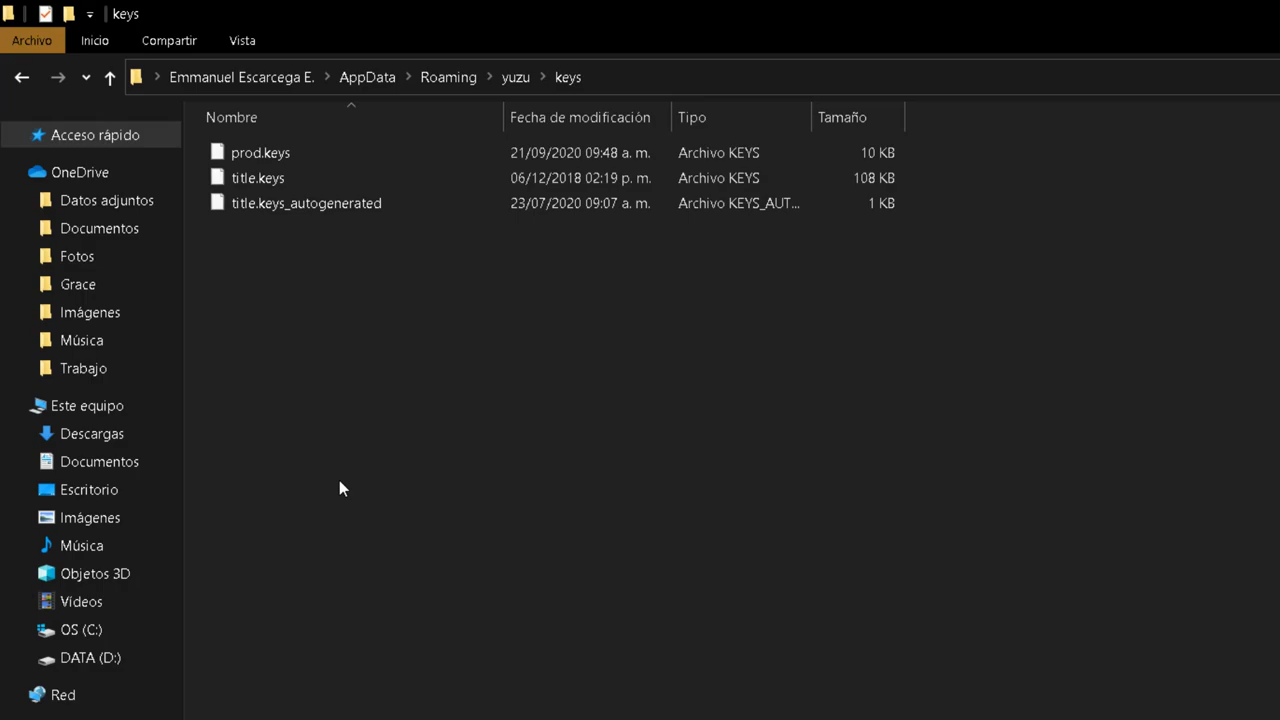 keys
Archivo Inicio Compartir Vista
Emmanuel Escarcega E. AppData Roaming yuzu keys
Nombre Fecha de modificación Tipo Tamaño
prod.keys 21/09/2020 09:48 a. m. Archivo KEYS 10 KB
title.keys 06/12/2018 02:19 p. m. Archivo KEYS 108 KB
title.keys_autogenerated 23/07/2020 09:07 a. m. Archivo KEYS_AUT... 1 KB
Acceso rápido
OneDrive
Datos adjuntos
Documentos
Fotos
Grace
Imágenes
Música
Trabajo
Este equipo
Descargas
Documentos
Escritorio
Imágenes
Música
Objetos 3D
Vídeos
OS (C:)
DATA (D:)
Red